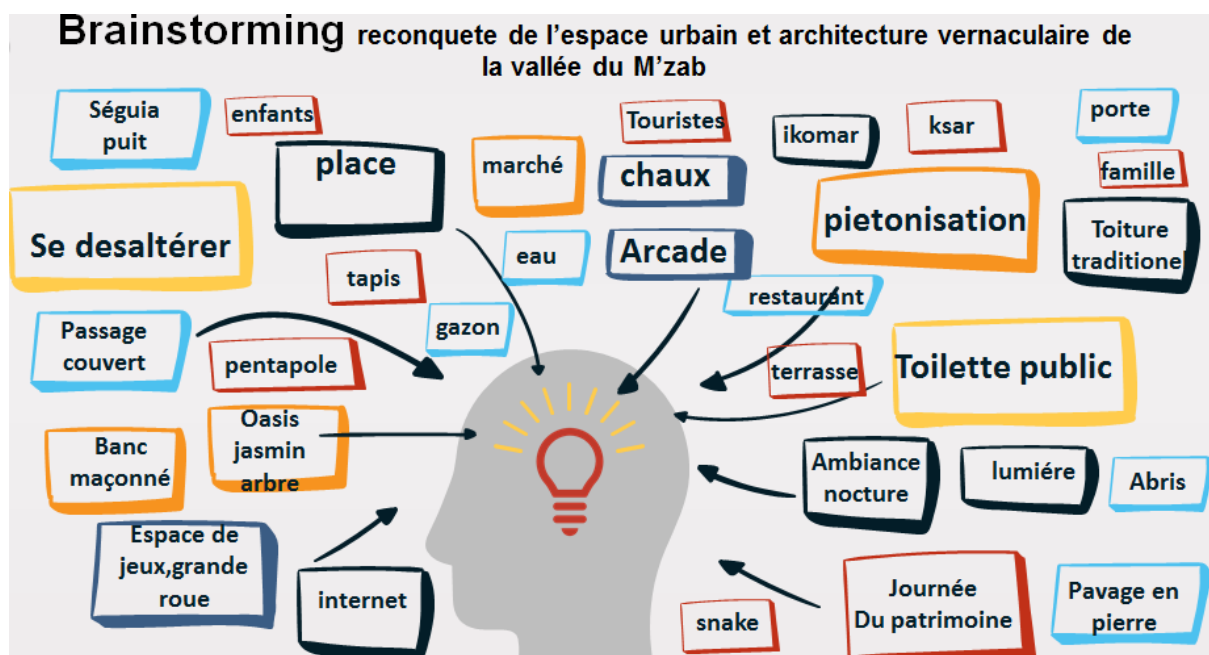 Brainstorming reconquete de l'espace urbain et architecture vernaculaire de
la vallée du M'zab
Séguia
puit
enfants
place
marché
Touristes
chaux
ikomar
ksar
porte
famille
Se desaltérer
tapis
eau
Arcade
pietonisation
Toiture
traditionel
restaurant
Passage
couvert
gazon
pentapole
terrasse
Toilette public
Banc
maçonné
Oasis
jasmin
arbre
Ambiance
nocture
lumiére
Abris
Espace de
jeux,grande
roue
internet
snake
Journée
Du patrimoine
Pavage en
pierre